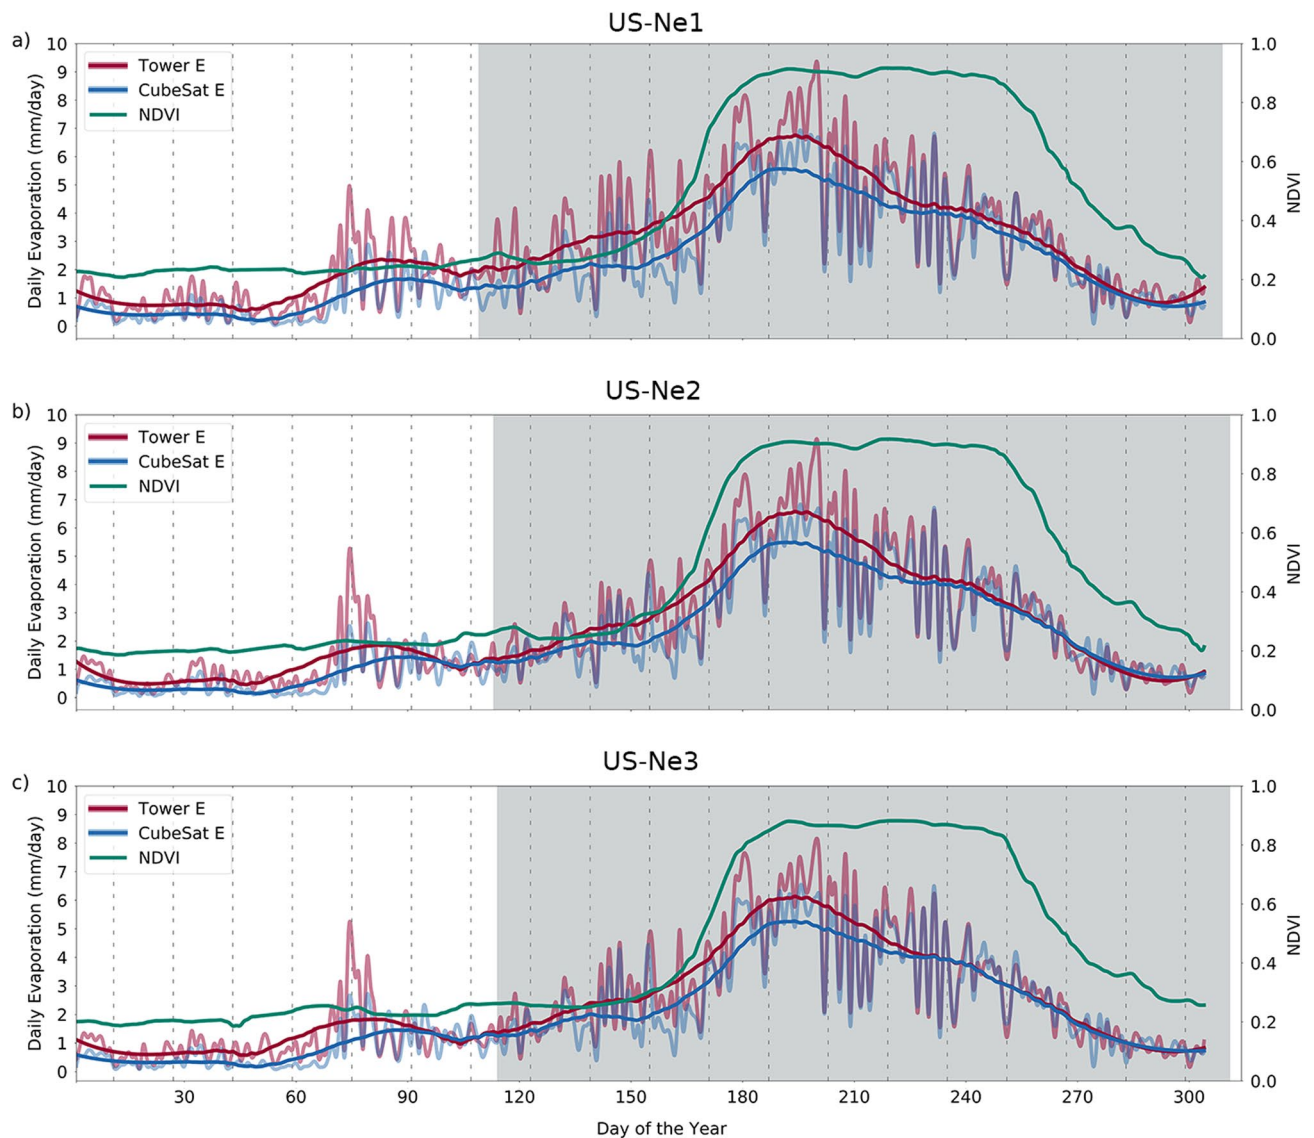 US-Ne1
a)
Tower E
CubeSat E
NDVI
Daily Evaporation (mm/day)
10
9
8
7
6
5
4
3
2
1
0
1.0
0.8
0.6
0.4
0.2
0.0
NDVI
US-Ne2
b)
Tower E
CubeSat E
NDVI
Daily Evaporation (mm/day)
10
9
8
7
6
5
4
3
2
1
0
1.0
0.8
0.6
0.4
0.2
0.0
NDVI
US-Ne3
c)
Tower E
CubeSat E
NDVI
Daily Evaporation (mm/day)
10
9
8
7
6
5
4
3
2
1
0
1.0
0.8
0.6
0.4
0.2
0.0
NDVI
30 60 90 120 150 180 210 240 270 300
Day of the Year